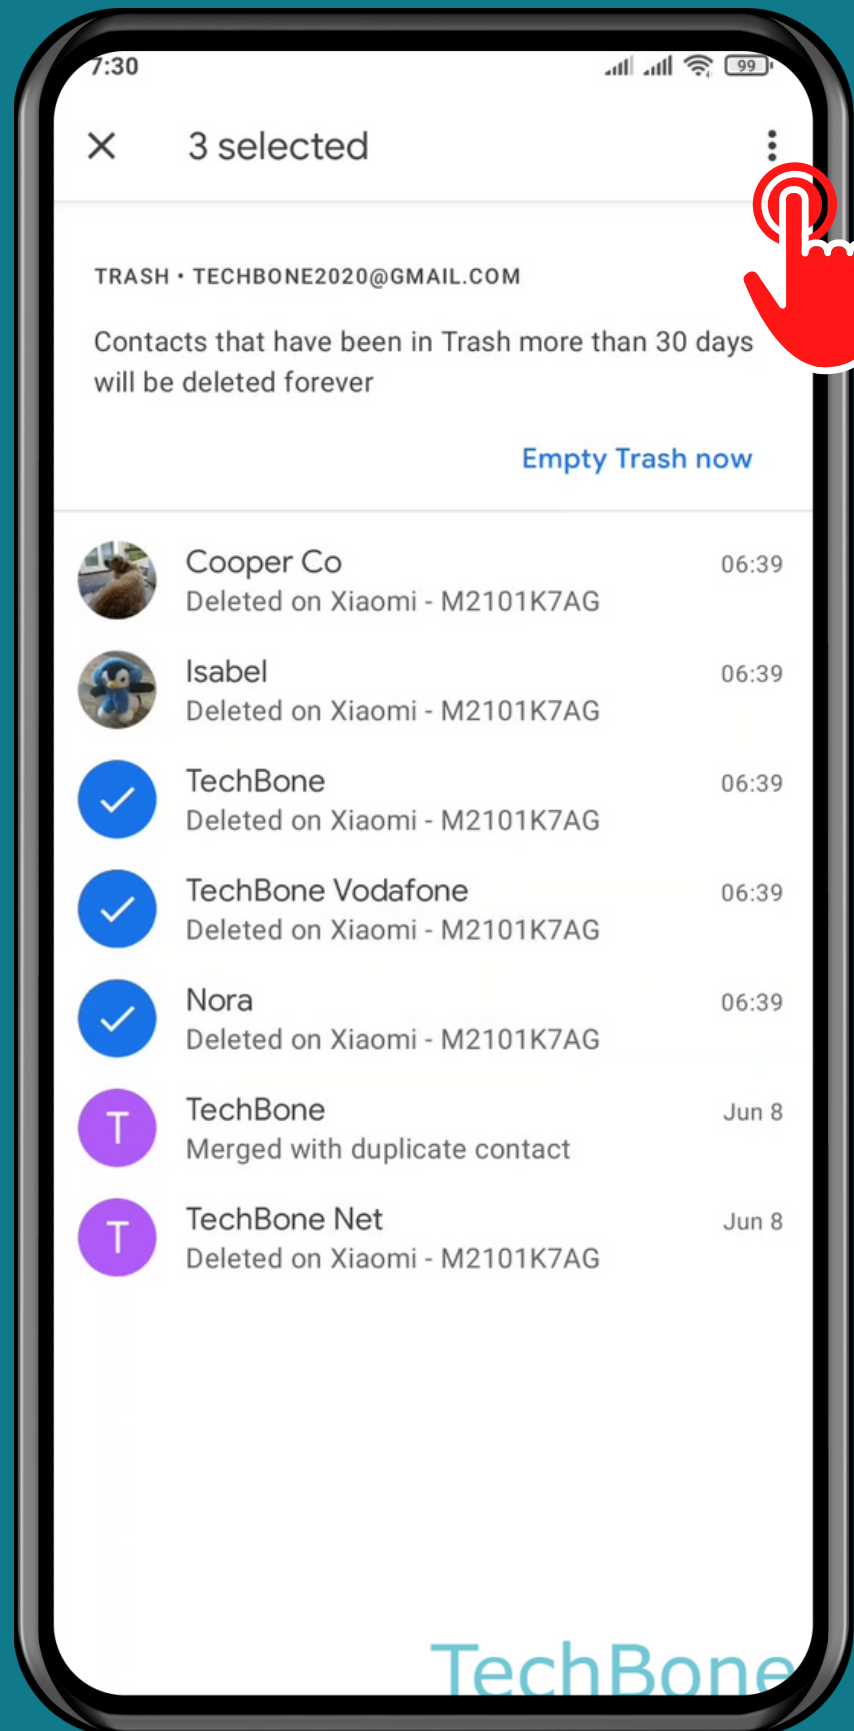 7:30
99
3 selected
TRASH • TECHBONE2020@GMAIL.COM
Contacts that have been in Trash more than 30 days
will be deleted forever
Empty Trash now
Cooper Co 06:39
Deleted on Xiaomi - M2101K7AG
Isabel 06:39
Deleted on Xiaomi - M2101K7AG
TechBone 06:39
Deleted on Xiaomi - M2101K7AG
TechBone Vodafone 06:39
Deleted on Xiaomi - M2101K7AG
Nora 06:39
Deleted on Xiaomi - M2101K7AG
T
TechBone Jun 8
Merged with duplicate contact
T
TechBone Net Jun 8
Deleted on Xiaomi - M2101K7AG
TechBone